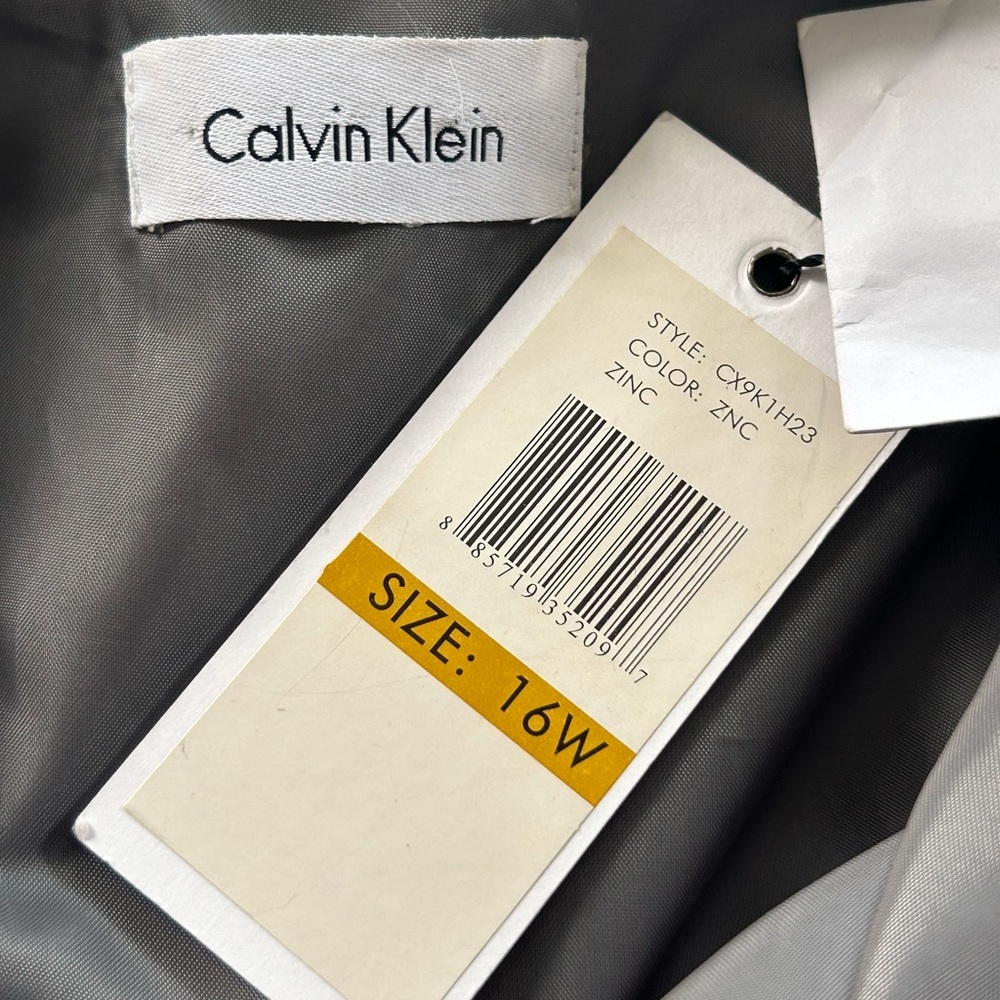 Calvin Klein
STYLE: CX9K1H23
COLOR: ZNC
ZINC
8 85719 35209 7
SIZE: 16W